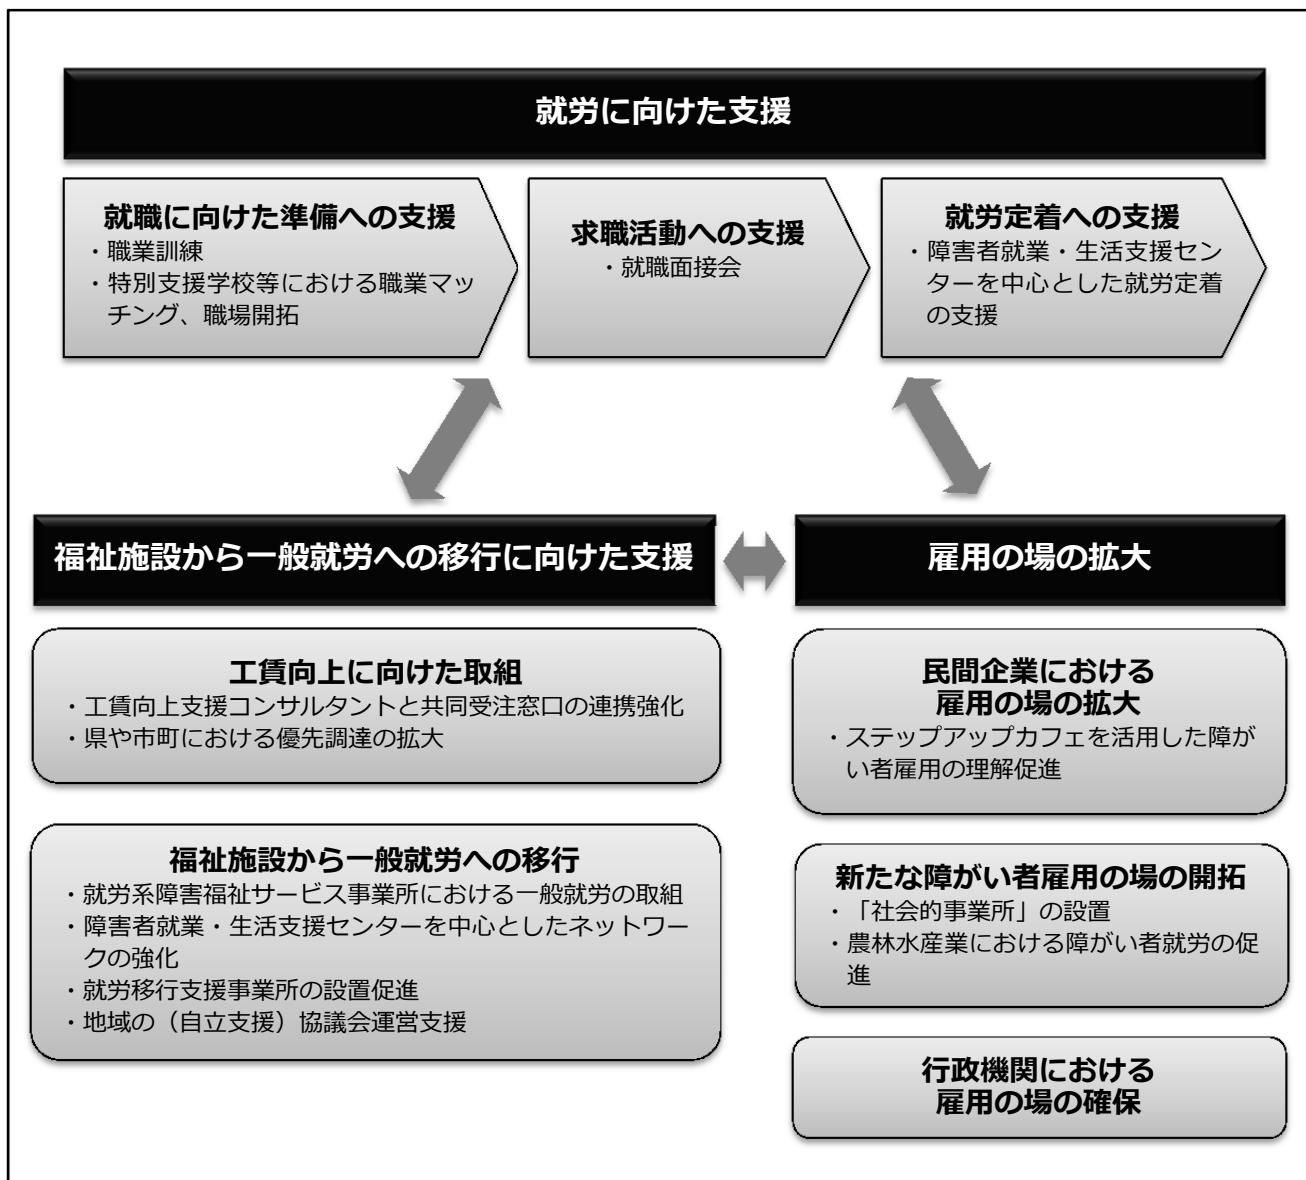 就労に向けた支援
就職に向けた準備への支援
・職業訓練
・特別支援学校等における職業マッ
チング、職場開拓
求職活動への支援
・就職面接会
就労定着への支援
・障害者就業・生活支援セン
ターを中心とした就労定着
の支援
福祉施設から一般就労への移行に向けた支援
工賃向上に向けた取組
・工賃向上支援コンサルタントと共同受注窓口の連携強化
・県や市町における優先調達の拡大
福祉施設から一般就労への移行
・就労系障害福祉サービス事業所における一般就労の取組
・障害者就業・生活支援センターを中心としたネットワー
クの強化
・就労移行支援事業所の設置促進
・地域の（自立支援）協議会運営支援
雇用の場の拡大
民間企業における
雇用の場の拡大
・ステップアップカフェを活用した障が
い者雇用の理解促進
新たな障がい者雇用の場の開拓
・「社会的事業所」の設置
・農林水産業における障がい者就労の促
進
行政機関における
雇用の場の確保